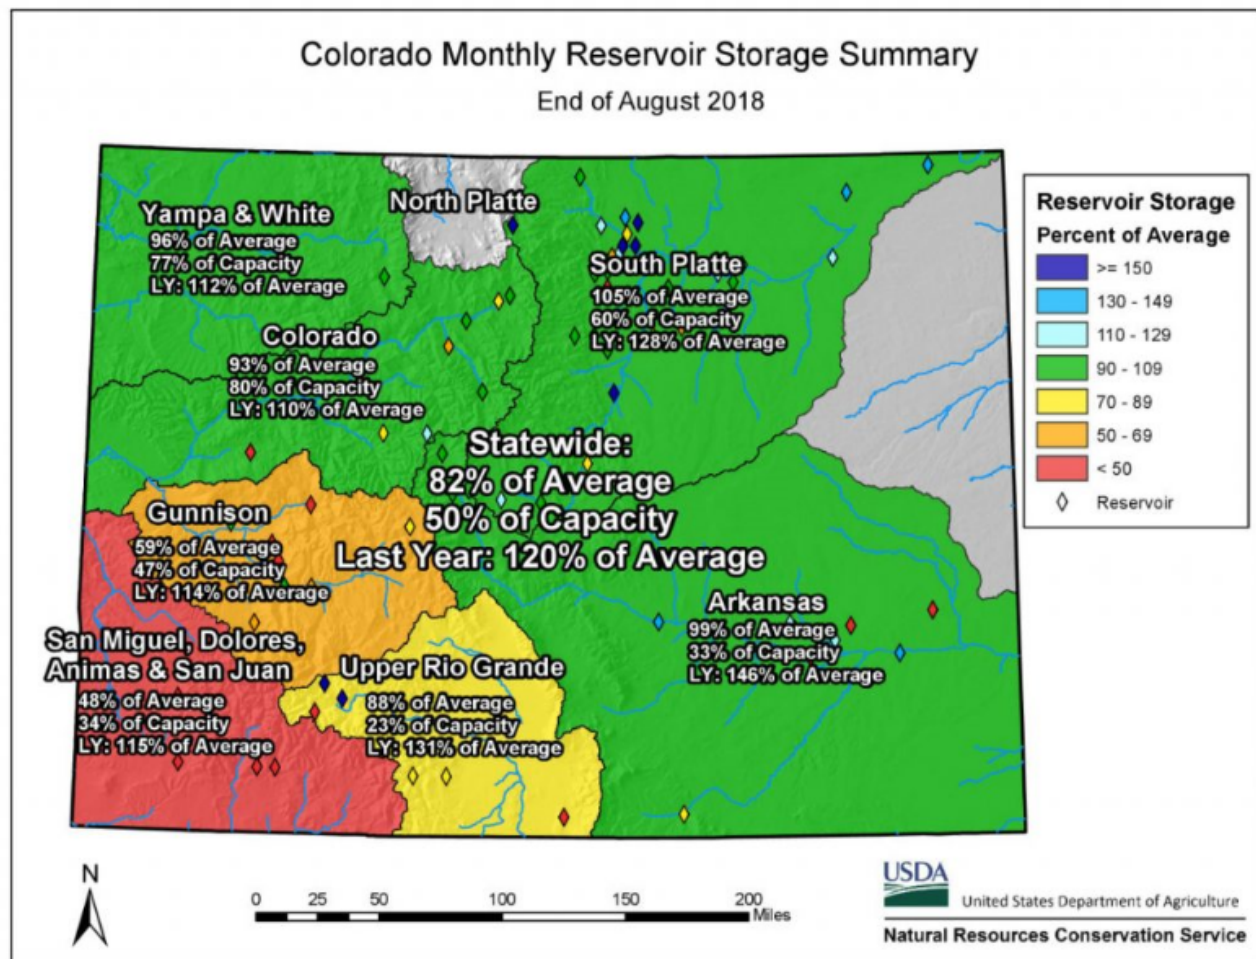 Colorado Monthly Reservoir Storage Summary
End of August 2018
North Platte
Yampa & White
96% of Average
77% of Capacity
LY: 112% of Average
South Platte
105% of Average
60% of Capacity
LY: 128% of Average
Colorado
93% of Average
80% of Capacity
LY: 110% of Average
Statewide:
82% of Average
50% of Capacity
Last Year: 120% of Average
Gunnison
59% of Average
47% of Capacity
LY: 114% of Average
Arkansas
99% of Average
33% of Capacity
LY: 146% of Average
San Miguel, Dolores,
Animas & San Juan
48% of Average
34% of Capacity
LY: 115% of Average
Upper Rio Grande
88% of Average
23% of Capacity
LY: 131% of Average
Reservoir Storage
Percent of Average
>= 150
130 - 149
110 - 129
90 - 109
70 - 89
50 - 69
< 50
Reservoir
N
0 25 50 100 150 200
Miles
USDA
United States Department of Agriculture
Natural Resources Conservation Service